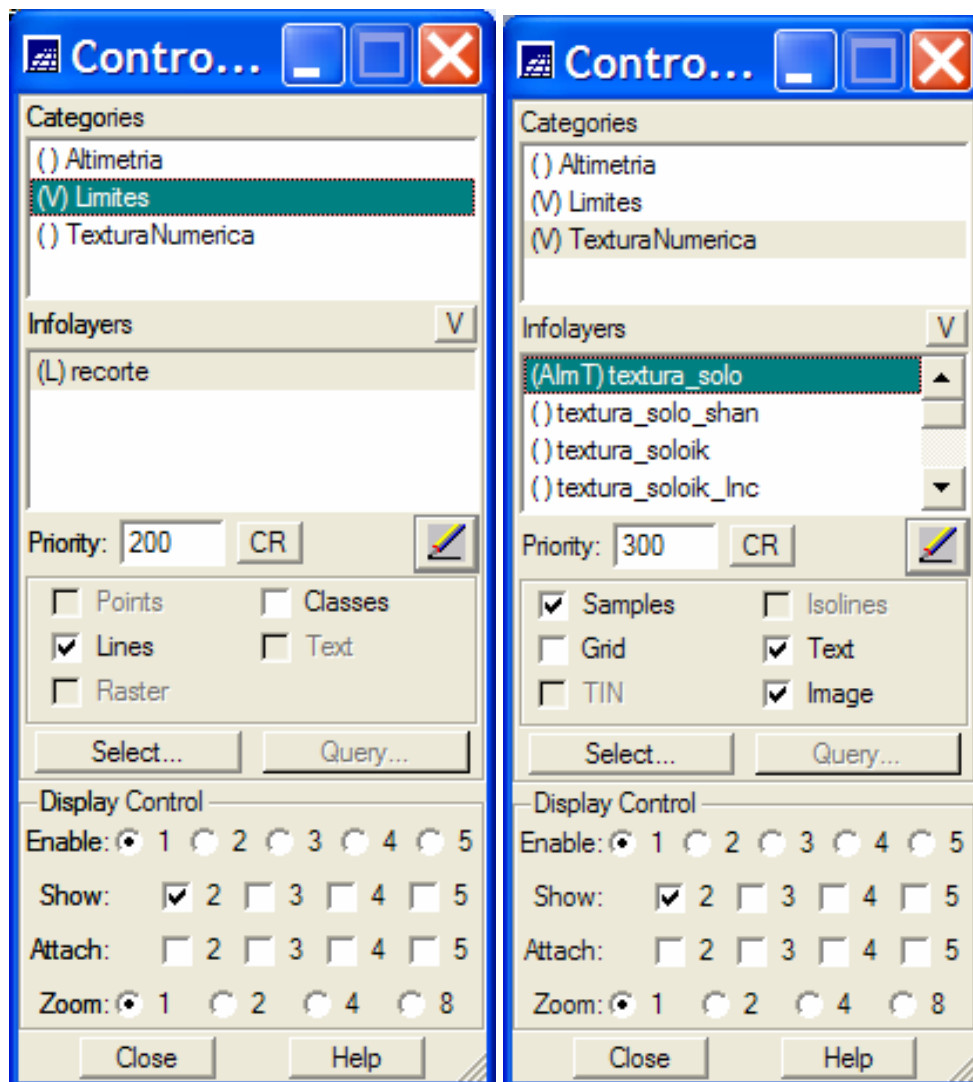 Contro...
Categories
( ) Altimetria
(V) Limites
( ) TexturaNumerica
Infolayers V
(L) recorte
Priority: 200 CR
Points Classes
Lines Text
Raster
Select... Query...
Display Control
Enable: 1 2 3 4 5
Show: 2 3 4 5
Attach: 2 3 4 5
Zoom: 1 2 4 8
Close Help
Contro...
Categories
( ) Altimetria
(V) Limites
(V) TexturaNumerica
Infolayers V
(AImT) textura_solo
( ) textura_solo_shan
( ) textura_soloik
( ) textura_soloik_Inc
Priority: 300 CR
Samples Isolines
Grid Text
TIN Image
Select... Query...
Display Control
Enable: 1 2 3 4 5
Show: 2 3 4 5
Attach: 2 3 4 5
Zoom: 1 2 4 8
Close Help